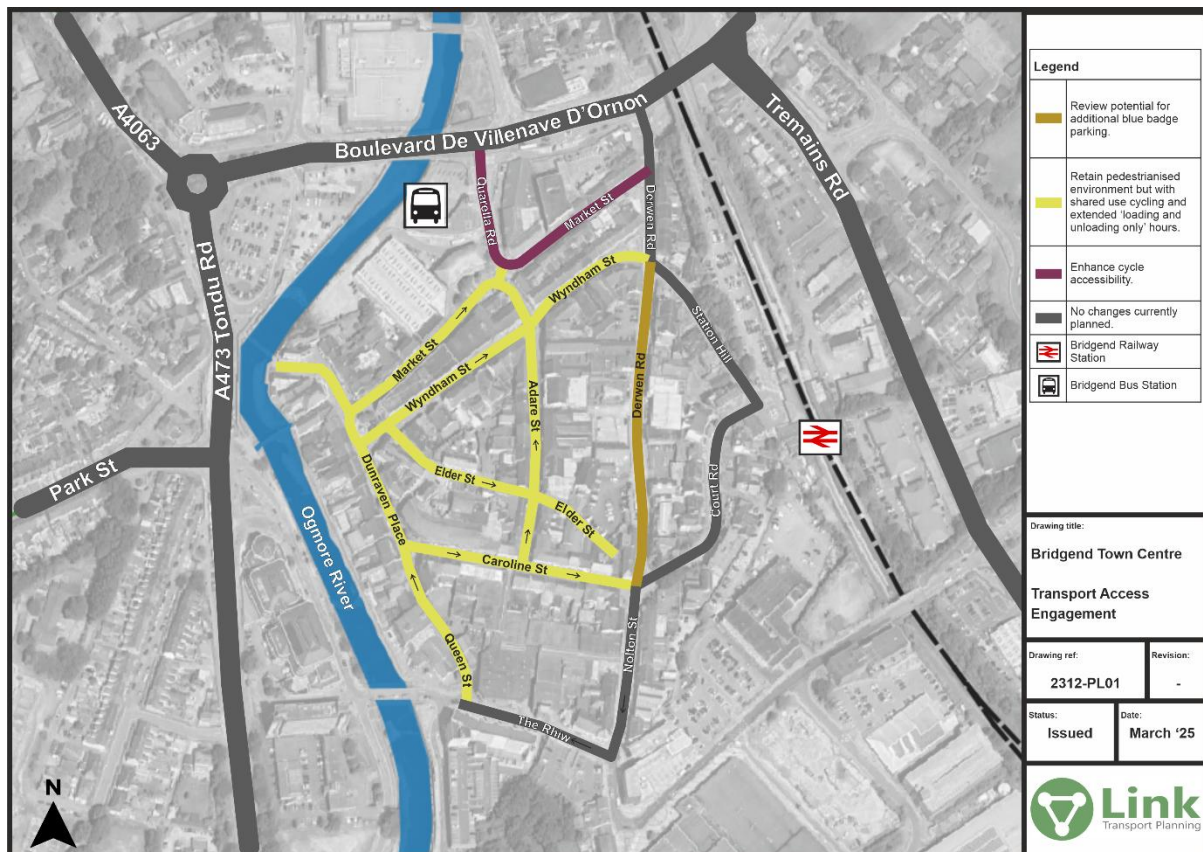 A4063
Boulevard De Villenave D'Ornon
Tremains Rd
Quarella Rd
Market St
Derwen Rd
A473 Tondu Rd
Wyndham St
Station Hill
Market St
Wyndham St
Adare St
Derwen Rd
Park St
Dunraven Place
Elder St
Elder St
Court Rd
Ogmore River
Caroline St
Queen St
Nolton St
The Rhiw
N
Legend
Review potential for
additional blue badge
parking.
Retain pedestrianised
environment but with
shared use cycling and
extended 'loading and
unloading only' hours.
Enhance cycle
accessibility.
No changes currently
planned.
Bridgend Railway
Station
Bridgend Bus Station
Drawing title:
Bridgend Town Centre
Transport Access
Engagement
Drawing ref:
2312-PL01
Revision:
-
Status:
Issued
Date:
March '25
Link
Transport Planning